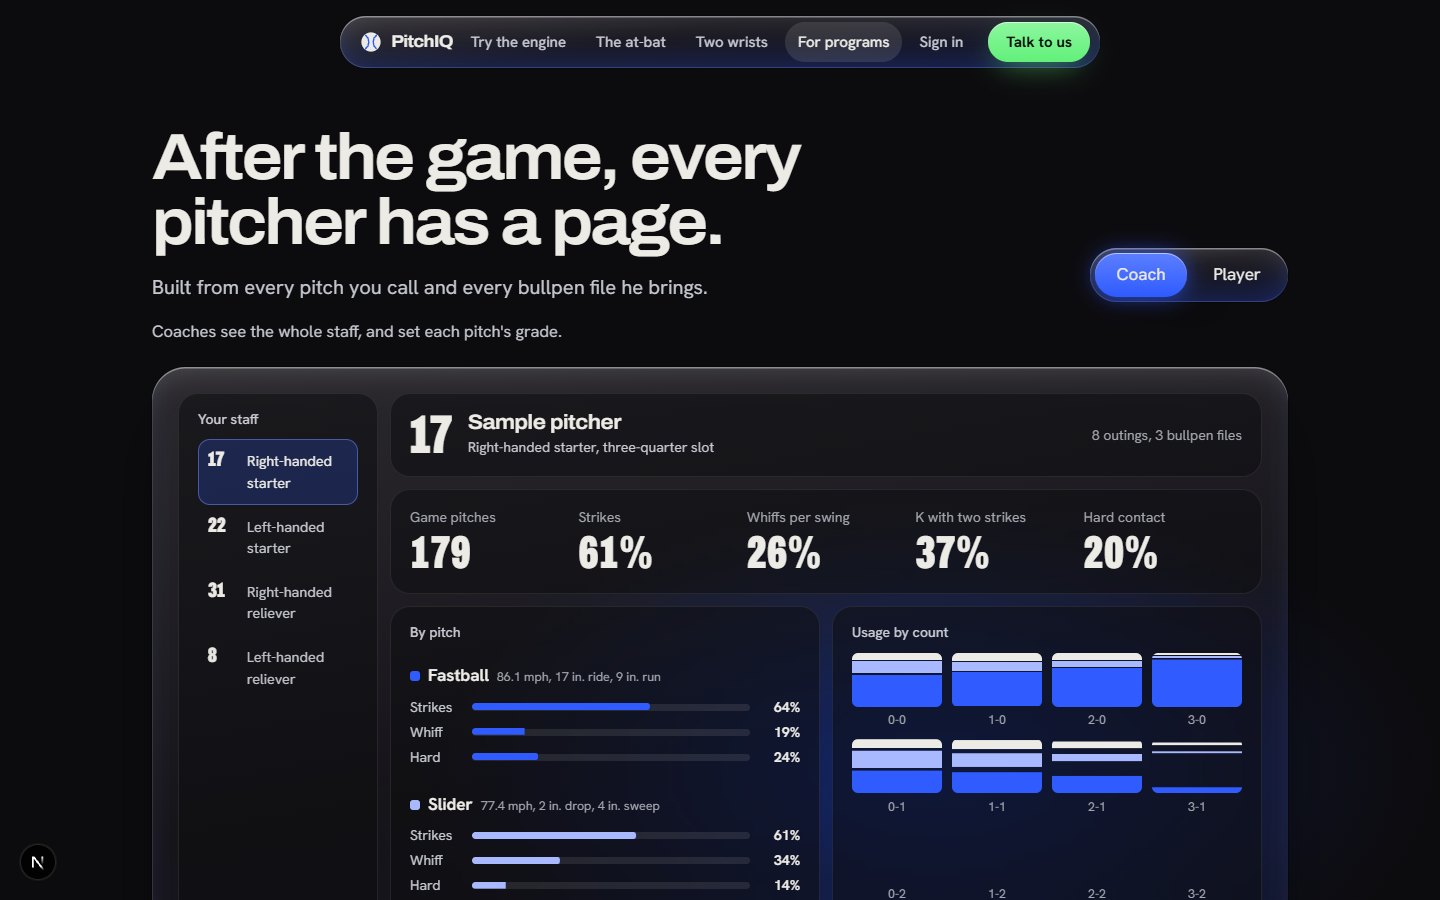 PitchIQ Try the engine The at-bat Two wrists For programs Sign in Talk to us
After the game, every
pitcher has a page.
Built from every pitch you call and every bullpen file he brings.
Coach Player
Coaches see the whole staff, and set each pitch's grade.
Your staff
17 Right-handed
starter
22 Left-handed
starter
31 Right-handed
reliever
8 Left-handed
reliever
17 Sample pitcher
Right-handed starter, three-quarter slot
8 outings, 3 bullpen files
Game pitches Strikes Whiffs per swing K with two strikes Hard contact
179 61% 26% 37% 20%
By pitch
Fastball 86.1 mph, 17 in. ride, 9 in. run
Strikes 64%
Whiff 19%
Hard 24%
Slider 77.4 mph, 2 in. drop, 4 in. sweep
Strikes 61%
Whiff 34%
Hard 14%
Usage by count
0-0 1-0 2-0 3-0
0-1 1-1 2-1 3-1
0-2 1-2 2-2 3-2
N